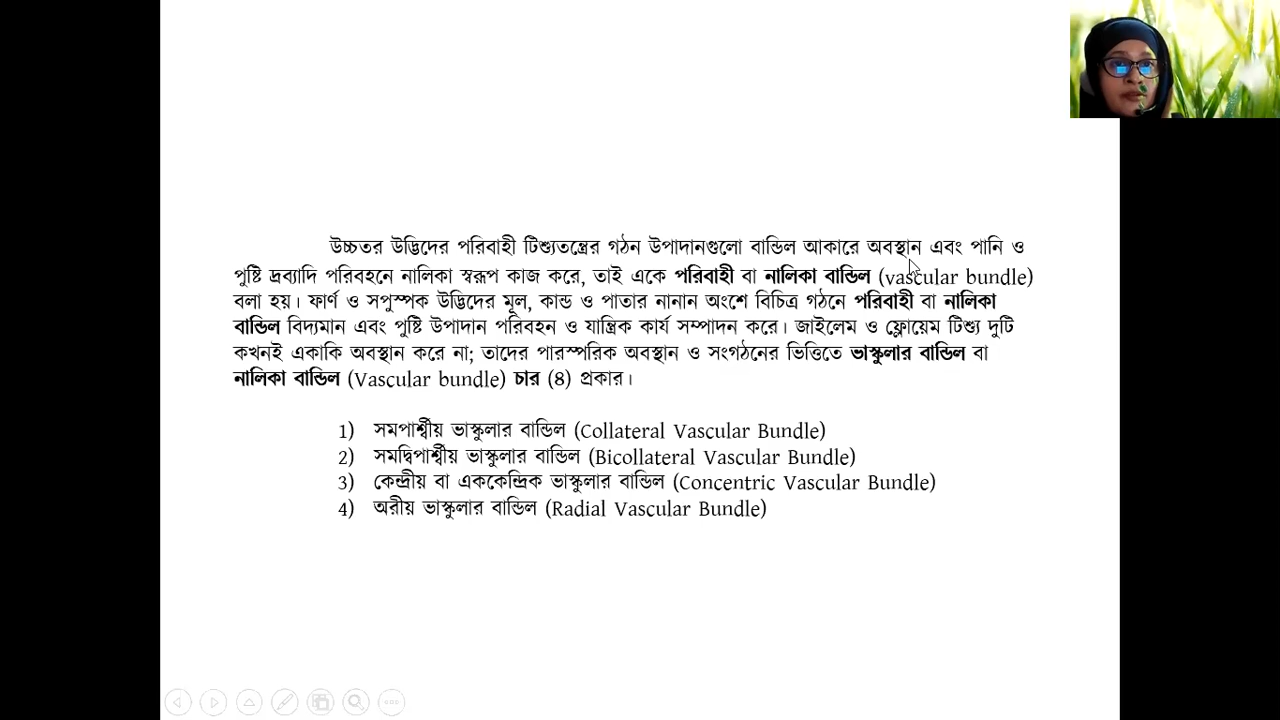 উচ্চতর উদ্ভিদের পরিবাহী টিশ্যুতন্ত্রের গঠন উপাদানগুলো বান্ডিল আকারে অবস্থান এবং পানি ও
পুষ্টি দ্রব্যাদি পরিবহনে নালিকা স্বরূপ কাজ করে, তাই একে পরিবাহী বা নালিকা বান্ডিল (vascular bundle)
বলা হয়। ফার্ণ ও সপুস্পক উদ্ভিদের মূল, কান্ড ও পাতার নানান অংশে বিচিত্র গঠনে পরিবাহী বা নালিকা
বান্ডিল বিদ্যমান এবং পুষ্টি উপাদান পরিবহন ও যান্ত্রিক কার্য সম্পাদন করে। জাইলেম ও ফ্লোয়েম টিশ্য দুটি
কখনই একাকি অবস্থান করে না; তাদের পারস্পরিক অবস্থান ও সংগঠনের ভিত্তিতে ভাস্কুলার বান্ডিল বা
নালিকা বান্ডিল (Vascular bundle) চার (৪) প্রকার।
1) সমপার্শ্বীয় ভাস্কুলার বান্ডিল (Collateral Vascular Bundle)
2) সমদ্বিপার্শ্বীয় ভাস্কুলার বান্ডিল (Bicollateral Vascular Bundle)
3) কেন্দ্রীয় বা এককেন্দ্রিক ভাস্কুলার বান্ডিল (Concentric Vascular Bundle)
4) অরীয় ভাস্কুলার বান্ডিল (Radial Vascular Bundle)